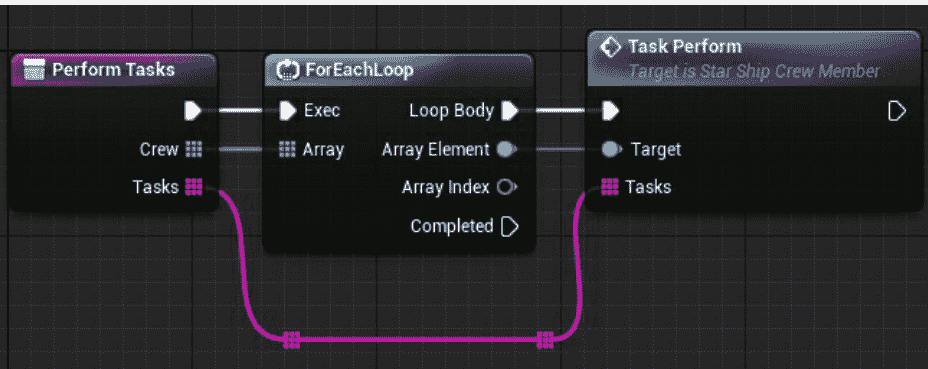 Perform Tasks
Crew
Tasks
ForEachLoop
Exec
Loop Body
Array
Array Element
Array Index
Completed
Task Perform
Target is Star Ship Crew Member
Target
Tasks